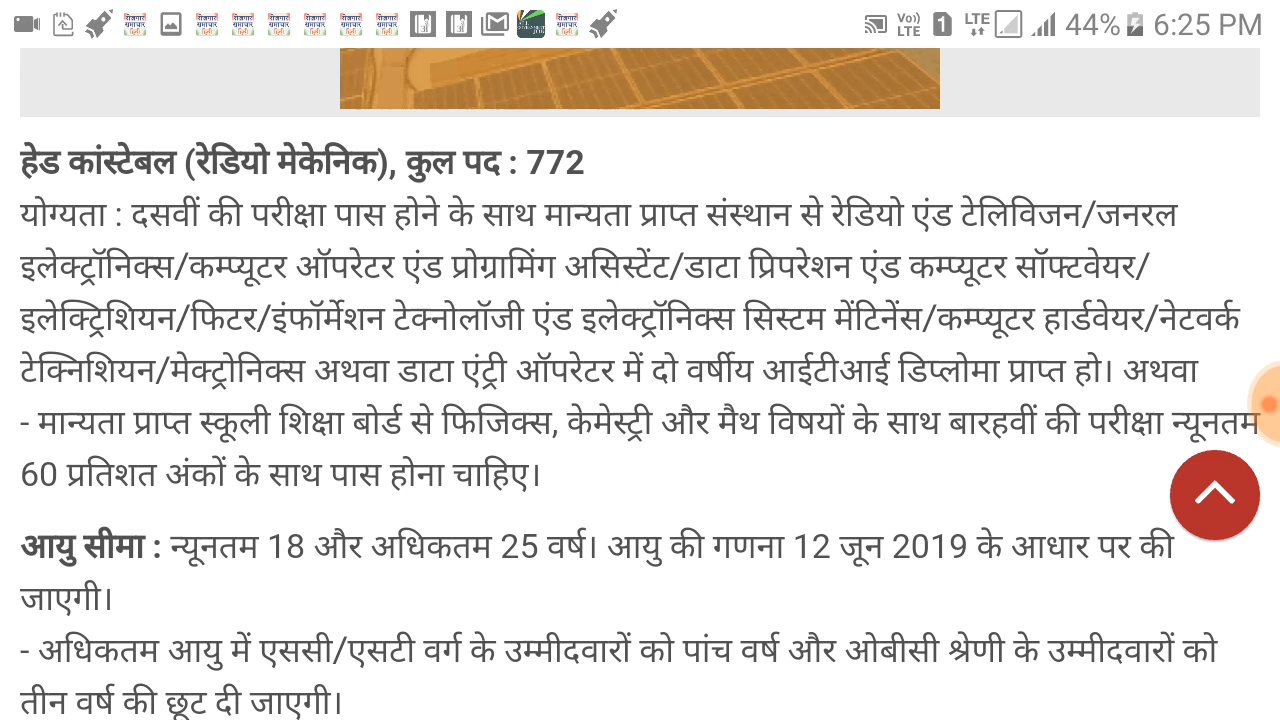 Vo)) LTE 1 LTE 44% 6:25 PM
हेड कांस्टेबल (रेडियो मेकेनिक), कुल पद : 772
योग्यता : दसवीं की परीक्षा पास होने के साथ मान्यता प्राप्त संस्थान से रेडियो एंड टेलिविजन/जनरल
इलेक्ट्रॉनिक्स/कम्प्यूटर ऑपरेटर एंड प्रोग्रामिंग असिस्टेंट/डाटा प्रिपरेशन एंड कम्प्यूटर सॉफ्टवेयर/
इलेक्ट्रिशियन/फिटर/इंफॉर्मेशन टेक्नोलॉजी एंड इलेक्ट्रॉनिक्स सिस्टम मेंटिनेंस/कम्प्यूटर हार्डवेयर/नेटवर्क
टेक्निशियन/मेक्ट्रोनिक्स अथवा डाटा एंट्री ऑपरेटर में दो वर्षीय आईटीआई डिप्लोमा प्राप्त हो। अथवा
- मान्यता प्राप्त स्कूली शिक्षा बोर्ड से फिजिक्स, केमेस्ट्री और मैथ विषयों के साथ बारहवीं की परीक्षा न्यूनतम
60 प्रतिशत अंकों के साथ पास होना चाहिए।
आयु सीमा : न्यूनतम 18 और अधिकतम 25 वर्ष। आयु की गणना 12 जून 2019 के आधार पर की
जाएगी।
- अधिकतम आयु में एससी/एसटी वर्ग के उम्मीदवारों को पांच वर्ष और ओबीसी श्रेणी के उम्मीदवारों को
तीन वर्ष की छूट दी जाएगी।